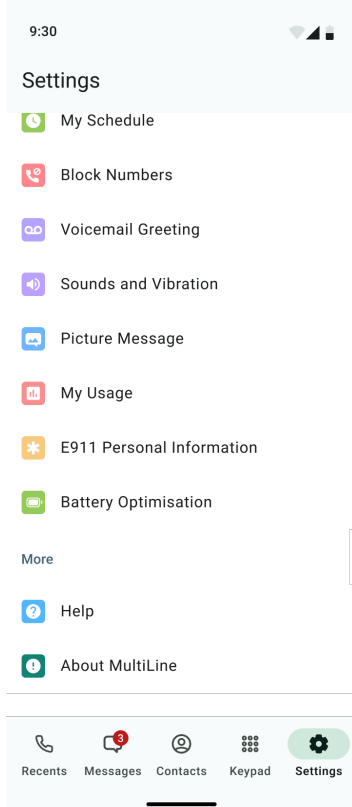 9:30
Settings
My Schedule
Block Numbers
Voicemail Greeting
Sounds and Vibration
Picture Message
My Usage
E911 Personal Information
Battery Optimisation
More
Help
About MultiLine
3
Recents Messages Contacts Keypad Settings